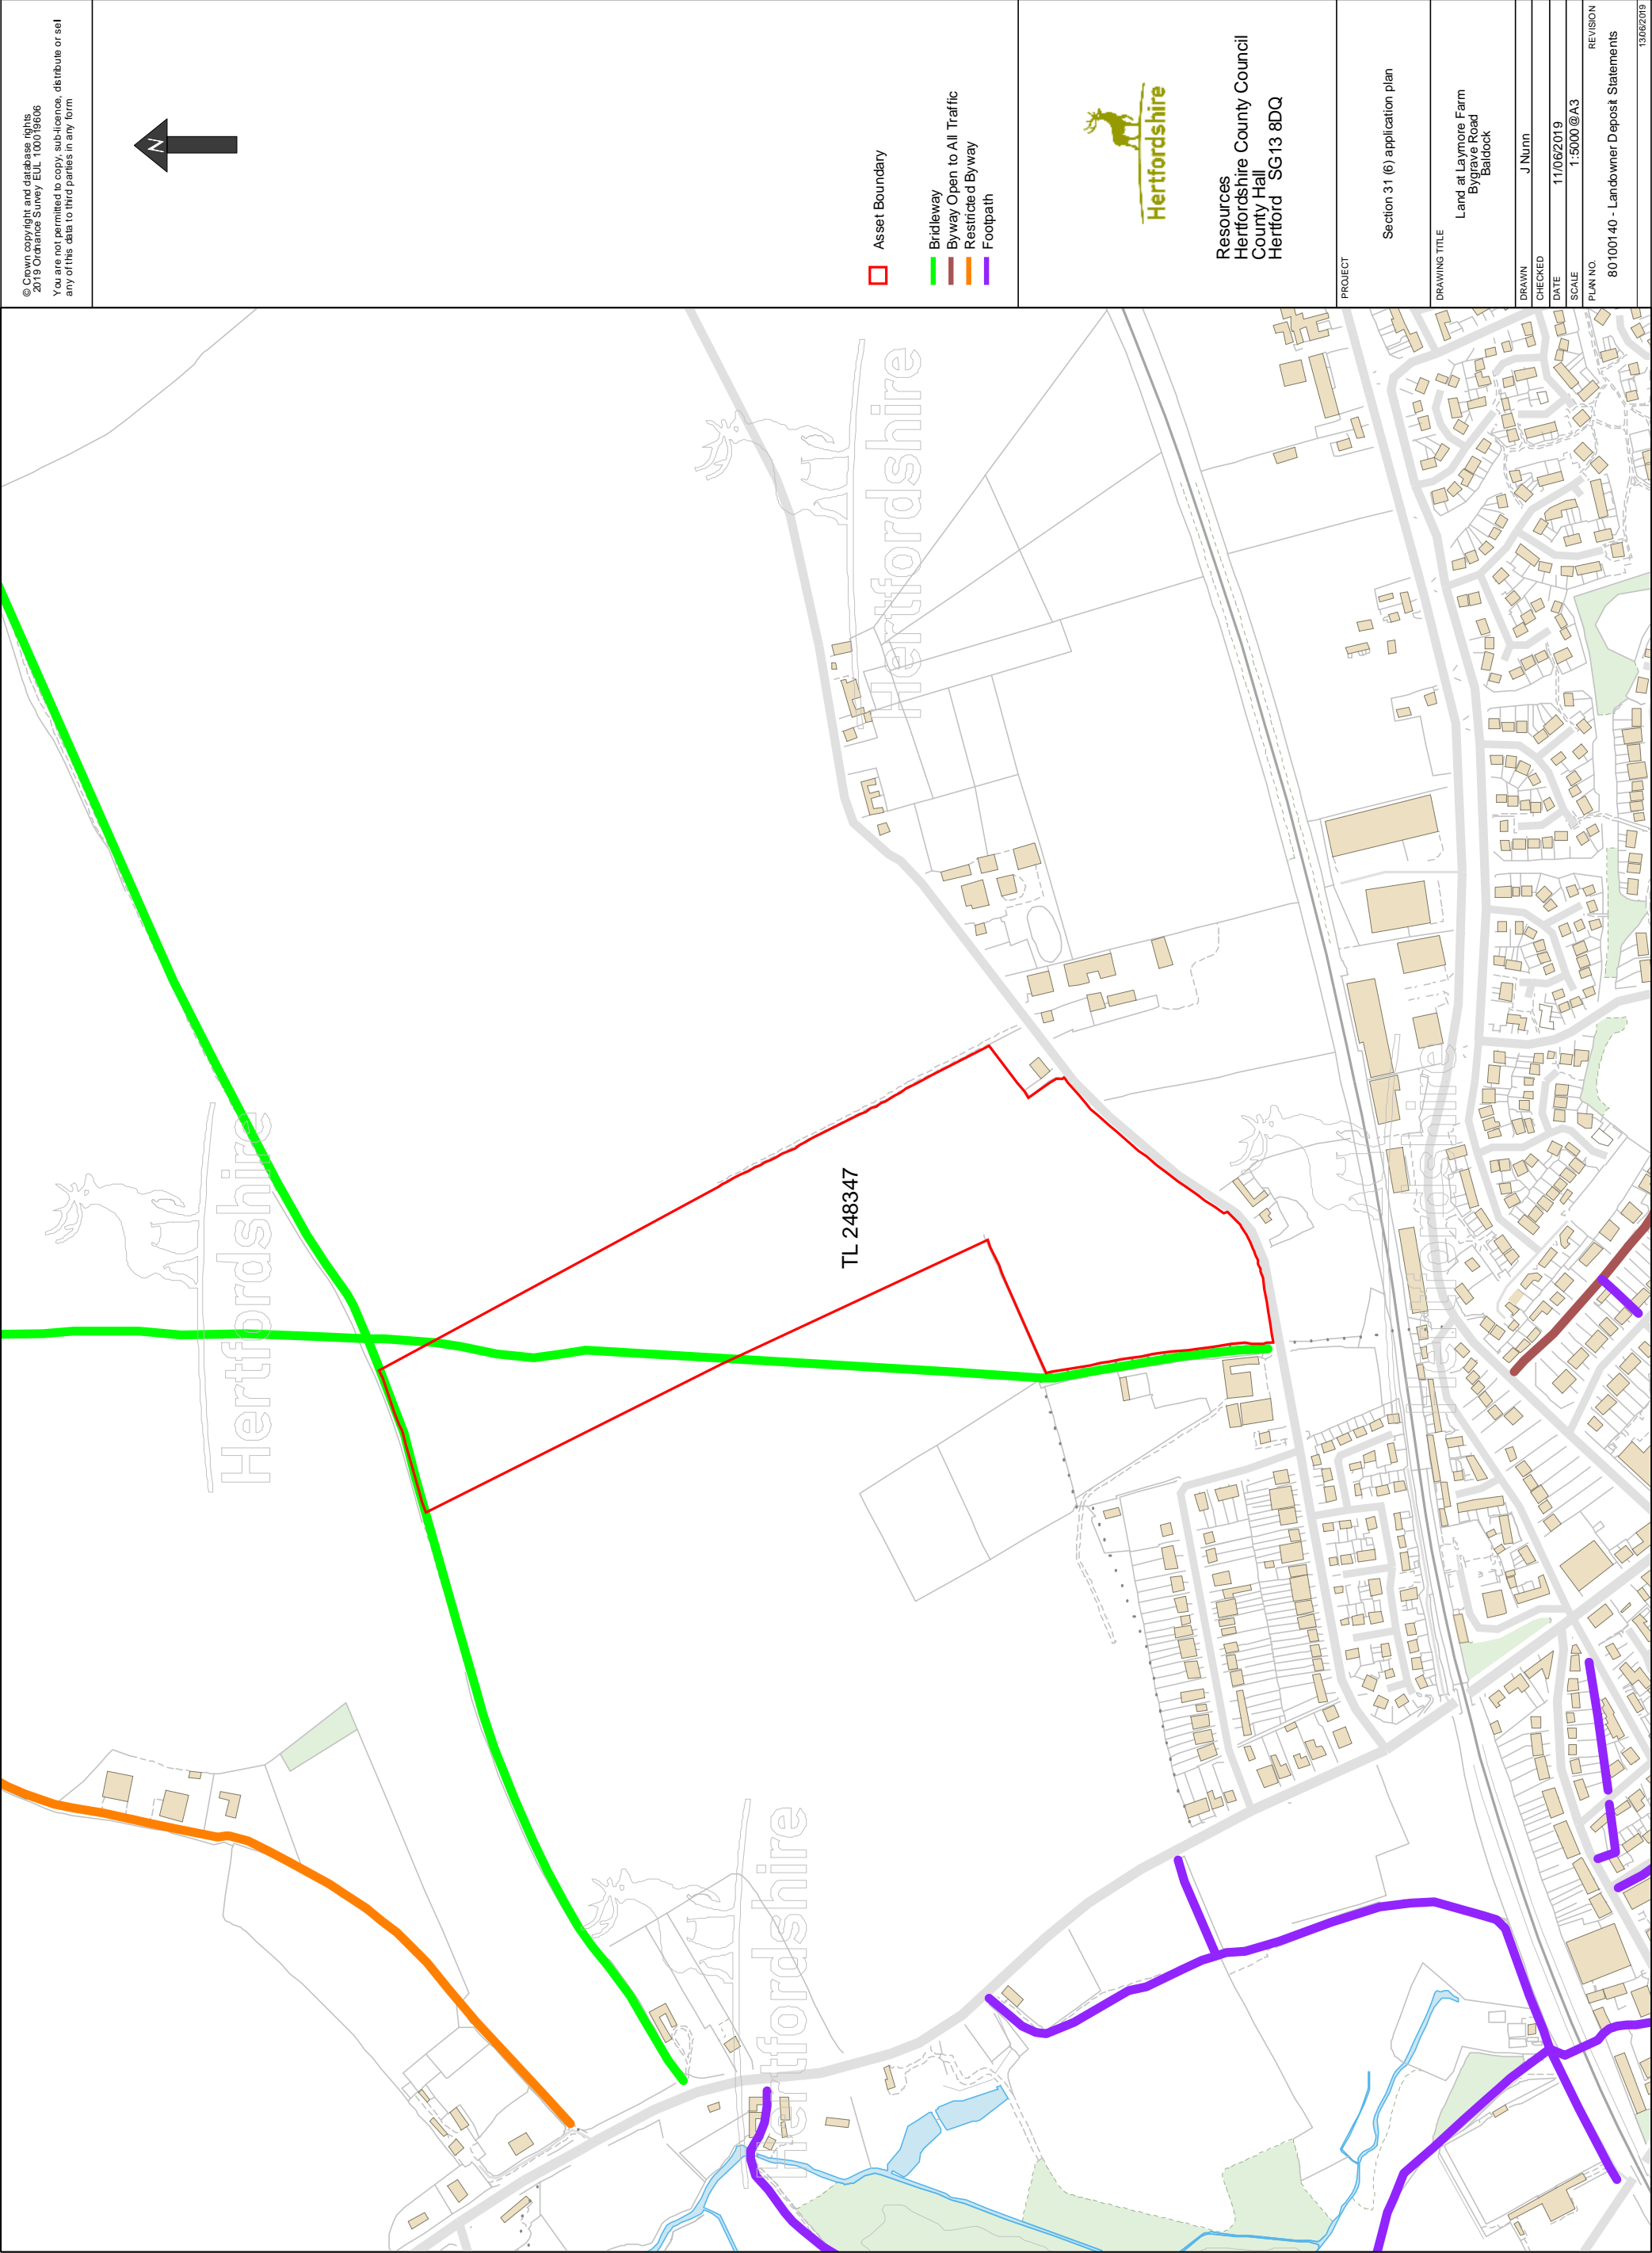 © Crown copyright and database rights
2019 Ordnance Survey EUL 100019606
You are not permitted to copy, sub-licence, distribute or sel
any of this data to third parties in any form
N
Asset Boundary
Bridleway
Byway Open to All Traffic
Restricted Byway
Footpath
Hertfordshire
Resources
Hertfordshire County Council
County Hall
Hertford SG13 8DQ
PROJECT
Section 31 (6) application plan
DRAWING TITLE
Land at Laymore Farm
Bygrave Road
Baldock
DRAWN J Nunn
CHECKED
DATE 11/06/2019
SCALE 1:5000 @A3
PLAN NO. REVISION
80100140 - Landowner Deposit Statements
13/06/2019
TL 248347
Hertfordshire
Hertfordshire
Hertfordshire
Hertfordshire